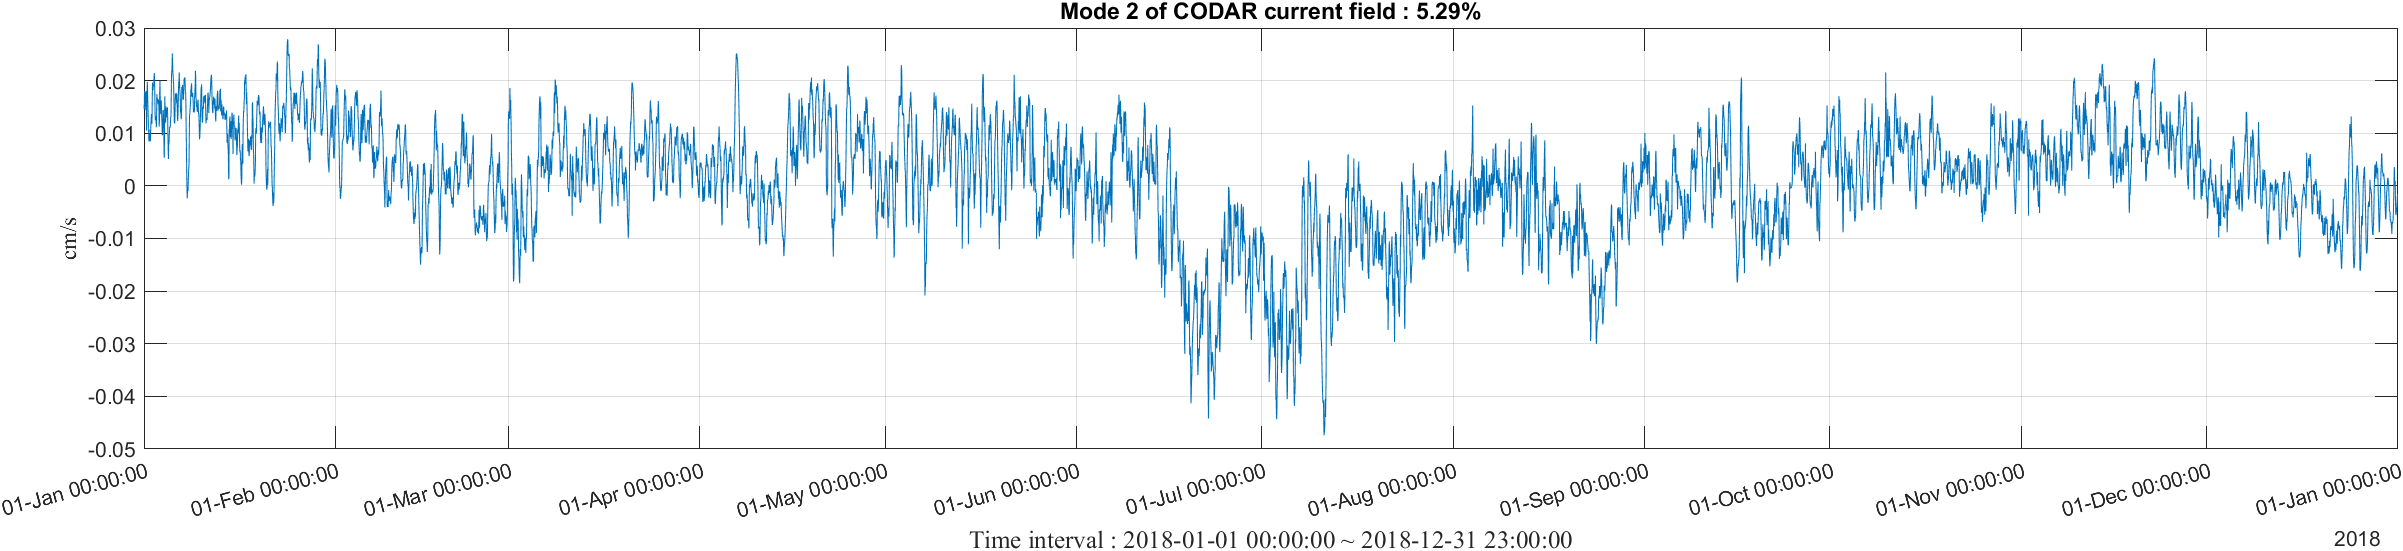 Mode 2 of CODAR current field : 5.29%
0.03
0.02
0.01
0
-0.01
-0.02
-0.03
-0.04
-0.05
cm/s
01-Jan 00:00:00
01-Feb 00:00:00
01-Mar 00:00:00
01-Apr 00:00:00
01-May 00:00:00
01-Jun 00:00:00
01-Jul 00:00:00
01-Aug 00:00:00
01-Sep 00:00:00
01-Oct 00:00:00
01-Nov 00:00:00
01-Dec 00:00:00
01-Jan 00:00:00
Time interval : 2018-01-01 00:00:00 ~ 2018-12-31 23:00:00
2018